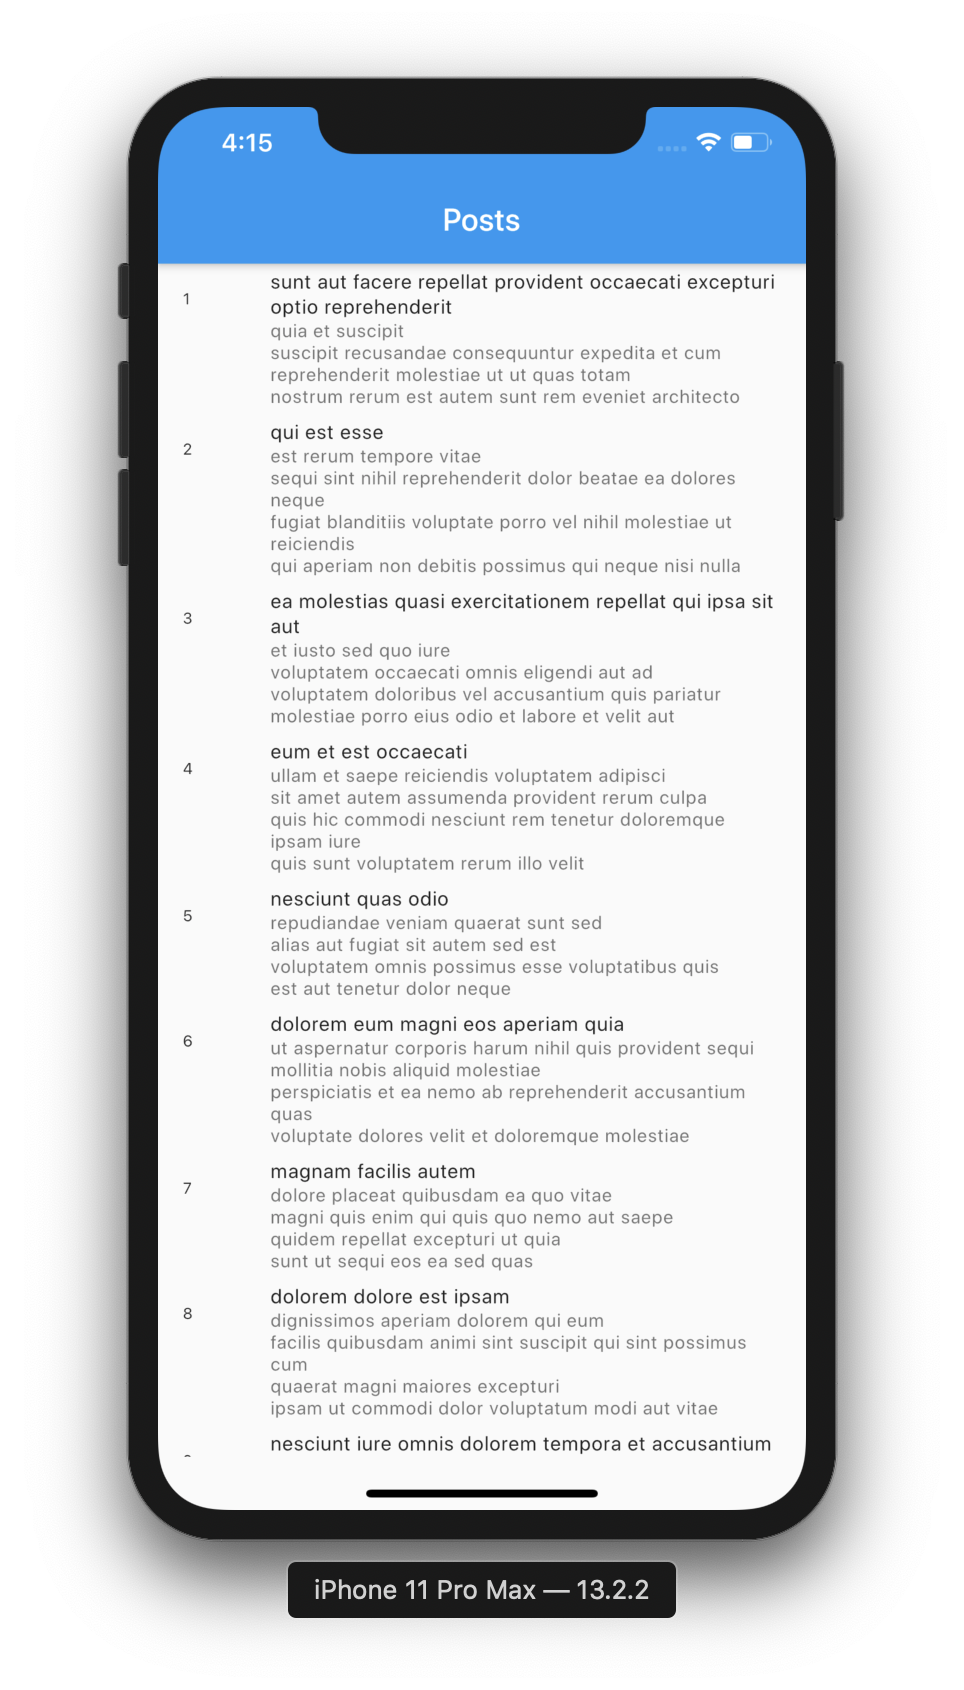 4:15
Posts
1
sunt aut facere repellat provident occaecati excepturi
optio reprehenderit
quia et suscipit
suscipit recusandae consequuntur expedita et cum
reprehenderit molestiae ut ut quas totam
nostrum rerum est autem sunt rem eveniet architecto
2
qui est esse
est rerum tempore vitae
sequi sint nihil reprehenderit dolor beatae ea dolores
neque
fugiat blanditiis voluptate porro vel nihil molestiae ut
reiciendis
qui aperiam non debitis possimus qui neque nisi nulla
3
ea molestias quasi exercitationem repellat qui ipsa sit
aut
et iusto sed quo iure
voluptatem occaecati omnis eligendi aut ad
voluptatem doloribus vel accusantium quis pariatur
molestiae porro eius odio et labore et velit aut
4
eum et est occaecati
ullam et saepe reiciendis voluptatem adipisci
sit amet autem assumenda provident rerum culpa
quis hic commodi nesciunt rem tenetur doloremque
ipsam iure
quis sunt voluptatem rerum illo velit
5
nesciunt quas odio
repudiandae veniam quaerat sunt sed
alias aut fugiat sit autem sed est
voluptatem omnis possimus esse voluptatibus quis
est aut tenetur dolor neque
6
dolorem eum magni eos aperiam quia
ut aspernatur corporis harum nihil quis provident sequi
mollitia nobis aliquid molestiae
perspiciatis et ea nemo ab reprehenderit accusantium
quas
voluptate dolores velit et doloremque molestiae
7
magnam facilis autem
dolore placeat quibusdam ea quo vitae
magni quis enim qui quis quo nemo aut saepe
quidem repellat excepturi ut quia
sunt ut sequi eos ea sed quas
8
dolorem dolore est ipsam
dignissimos aperiam dolorem qui eum
facilis quibusdam animi sint suscipit qui sint possimus
cum
quaerat magni maiores excepturi
ipsam ut commodi dolor voluptatum modi aut vitae
nesciunt iure omnis dolorem tempora et accusantium
iPhone 11 Pro Max — 13.2.2